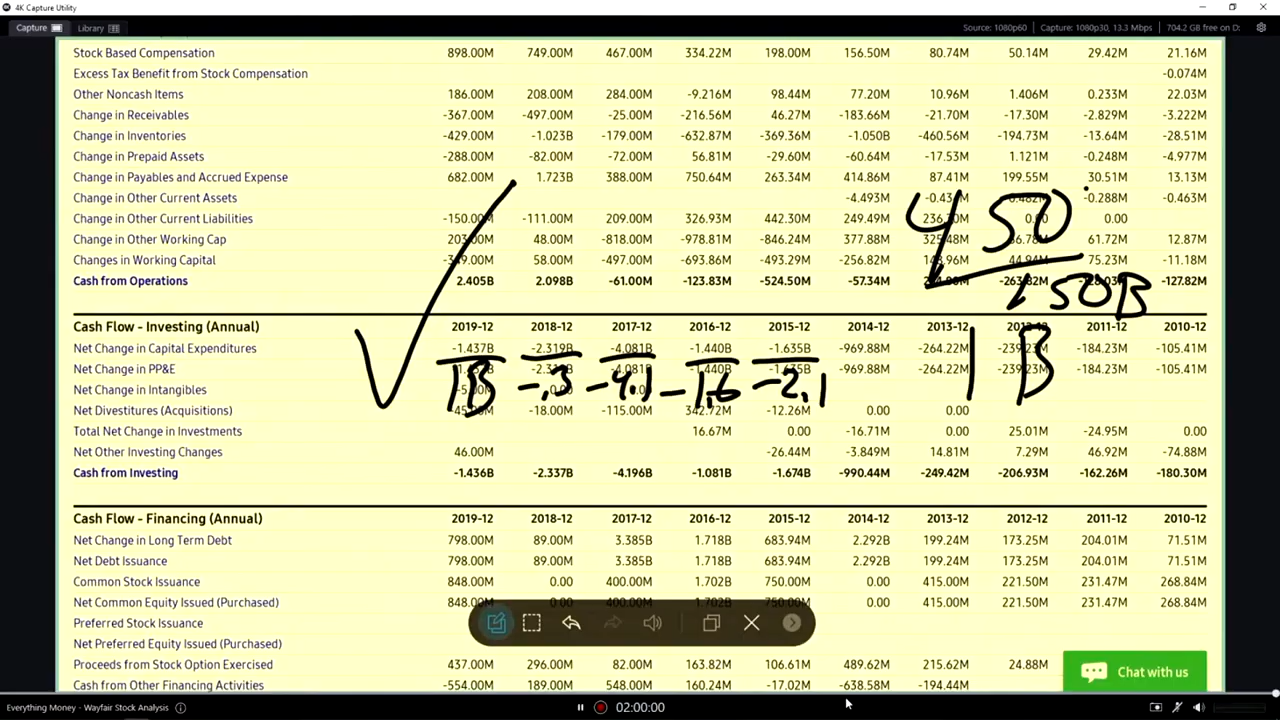 4K Capture Utility
Capture Library Source: 1080p60 Capture: 1080p30, 13.3 Mbps 704.2 GB free on D:
Stock Based Compensation 898.00M 749.00M 467.00M 334.22M 198.00M 156.50M 80.74M 50.14M 29.42M 21.16M
Excess Tax Benefit from Stock Compensation -0.074M
Other Noncash Items 186.00M 208.00M 284.00M -9.216M 98.44M 77.20M 10.96M 1.406M 0.233M 22.03M
Change in Receivables -367.00M -497.00M -25.00M -216.56M 46.27M -183.66M -21.70M -17.30M -2.829M -3.222M
Change in Inventories -429.00M -1.023B -179.00M -632.87M -369.36M -1.050B -460.56M -194.73M -13.64M -28.51M
Change in Prepaid Assets -288.00M -82.00M -72.00M 56.81M -29.60M -60.64M -17.53M 1.121M -0.248M -4.977M
Change in Payables and Accrued Expense 682.00M 1.723B 388.00M 750.64M 263.34M 414.86M 87.41M 199.55M 30.51M 13.13M
Change in Other Current Assets -4.493M -0.288M -0.463M
Change in Other Current Liabilities -150.00M -111.00M 209.00M 326.93M 442.30M 249.49M 0.00 0.00
4 50
Change in Other Working Cap 48.00M -818.00M -978.81M -846.24M 377.88M 61.72M 12.87M
Changes in Working Capital 58.00M -497.00M -693.86M -493.29M -256.82M 75.23M -11.18M
Cash from Operations 2.405B 2.098B -61.00M -123.83M -524.50M -57.34M -127.82M
150B
Cash Flow - Investing (Annual) 2019-12 2018-12 2017-12 2016-12 2015-12 2014-12 2013-12 2012-12 2011-12 2010-12
Net Change in Capital Expenditures -1.437B -2.319B -4.081B -1.440B -1.635B -969.88M -264.22M -184.23M -105.41M
1B
Net Change in PP&E -969.88M -264.22M -184.23M -105.41M
1B -.3 -4.1 -1.6 -2.1
Net Change in Intangibles
Net Divestitures (Acquisitions) -18.00M -115.00M 342.72M -12.26M 0.00 0.00
Total Net Change in Investments 16.67M 0.00 -16.71M 0.00 25.01M -24.95M 0.00
Net Other Investing Changes 46.00M -26.44M -3.849M 14.81M 7.29M 46.92M -74.88M
Cash from Investing -1.436B -2.337B -4.196B -1.081B -1.674B -990.44M -249.42M -206.93M -162.26M -180.30M
Cash Flow - Financing (Annual) 2019-12 2018-12 2017-12 2016-12 2015-12 2014-12 2013-12 2012-12 2011-12 2010-12
Net Change in Long Term Debt 798.00M 89.00M 3.385B 1.718B 683.94M 2.292B 199.24M 173.25M 204.01M 71.51M
Net Debt Issuance 798.00M 89.00M 3.385B 1.718B 683.94M 2.292B 199.24M 173.25M 204.01M 71.51M
Common Stock Issuance 848.00M 0.00 400.00M 1.702B 750.00M 0.00 415.00M 221.50M 231.47M 268.84M
Net Common Equity Issued (Purchased) 848.00M 0.00 400.00M 1.702B 750.00M 0.00 415.00M 221.50M 231.47M 268.84M
Preferred Stock Issuance
Net Preferred Equity Issued (Purchased)
Proceeds from Stock Option Exercised 437.00M 296.00M 82.00M 163.82M 106.61M 489.62M 215.62M 24.88M
Chat with us
Cash from Other Financing Activities -554.00M 189.00M 548.00M 160.24M -17.02M -638.58M -194.44M
Everything Money - Wayfair Stock Analysis 02:00:00